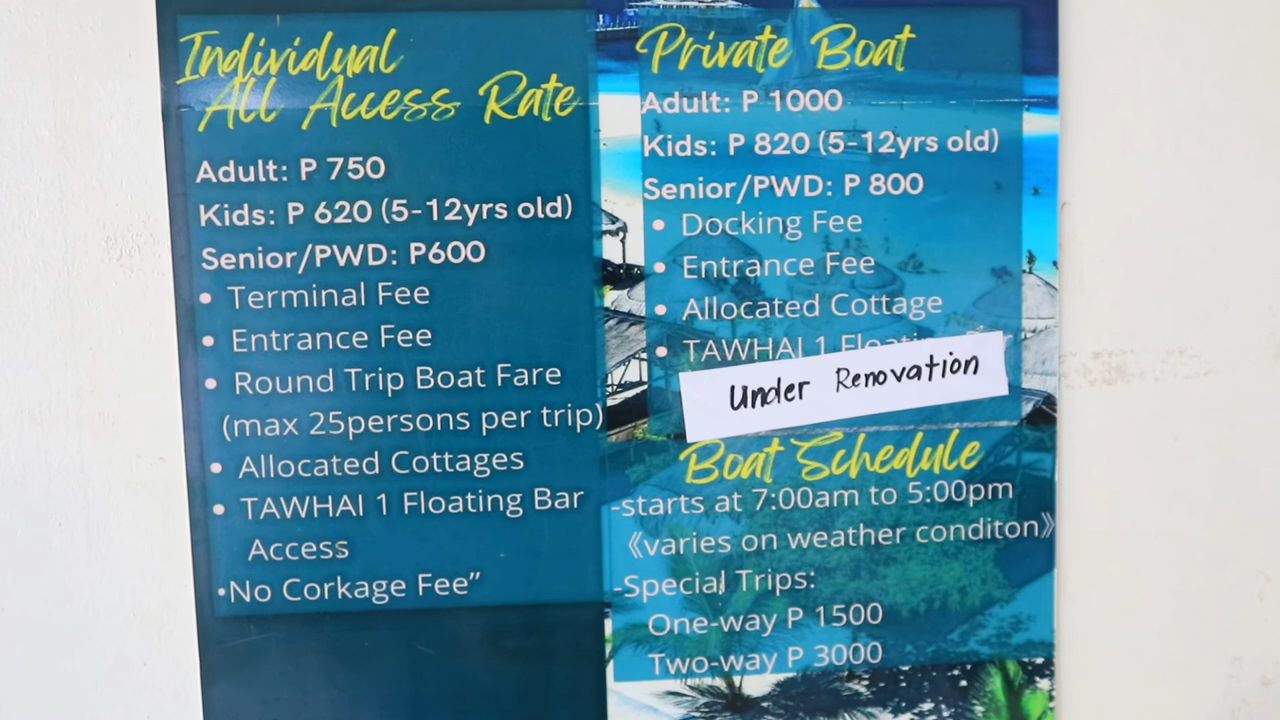 Individual
All Access Rate
Adult: P 750
Kids: P 620 (5-12yrs old)
Senior/PWD: P600
• Terminal Fee
• Entrance Fee
• Round Trip Boat Fare
(max 25persons per trip)
• Allocated Cottages
• TAWHAI 1 Floating Bar
Access
•No Corkage Fee”
Private Boat
Adult: P 1000
Kids: P 820 (5-12yrs old)
Senior/PWD: P 800
• Docking Fee
• Entrance Fee
• Allocated Cottage
• TAWHAI 1
Under Renovation
Boat Schedule
-starts at 7:00am to 5:00pm
《varies on weather conditon》
-Special Trips:
One-way P 1500
Two-way P 3000